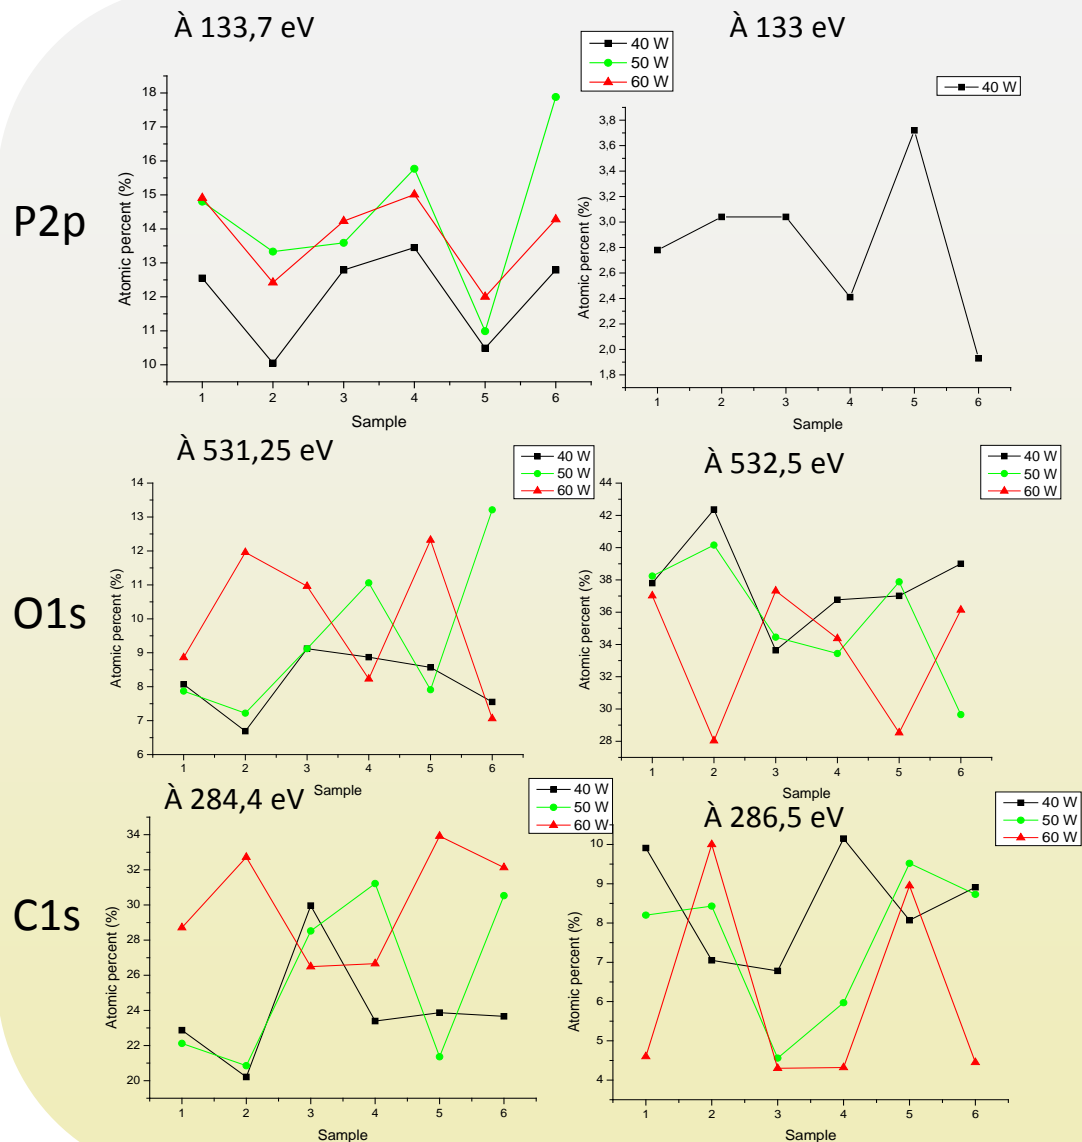 À 133,7 eV
À 133 eV
P2p
40 W
50 W
60 W
18
17
16
15
14
13
12
11
10
Atomic percent (%)
1 2 3 4 5 6
Sample
40 W
3,8
3,6
3,4
3,2
3,0
2,8
2,6
2,4
2,2
2,0
1,8
Atomic percent (%)
1 2 3 4 5 6
Sample
À 531,25 eV
À 532,5 eV
O1s
40 W
50 W
60 W
14
13
12
11
10
9
8
7
6
Atomic percent (%)
1 2 3 4 5 6
Sample
40 W
50 W
60 W
44
42
40
38
36
34
32
30
28
Atomic percent (%)
1 2 3 4 5 6
Sample
À 284,4 eV
À 286,5 eV
C1s
40 W
50 W
60 W
34
32
30
28
26
24
22
20
Atomic percent (%)
1 2 3 4 5 6
Sample
40 W
50 W
60 W
10
9
8
7
6
5
4
Atomic percent (%)
1 2 3 4 5 6
Sample